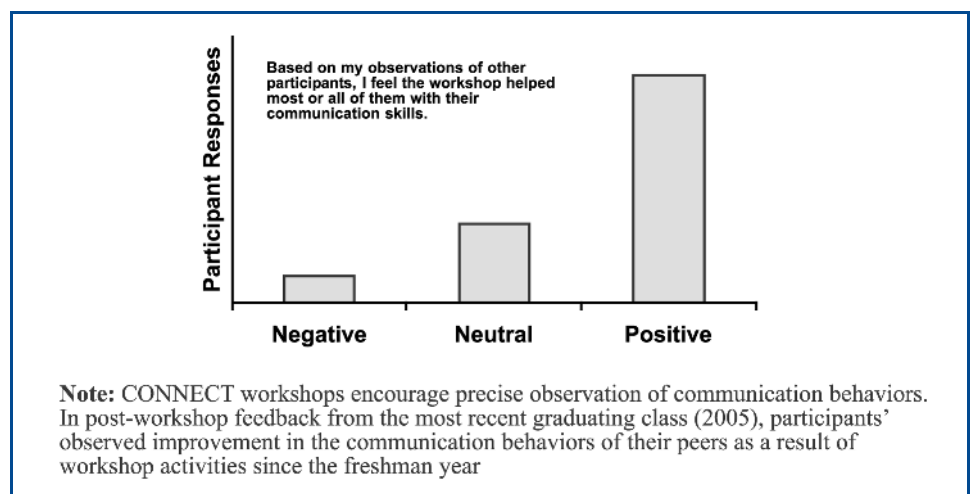 Based on my observations of other
participants, I feel the workshop helped
most or all of them with their
communication skills.
Participant Responses
Negative Neutral Positive
Note: CONNECT workshops encourage precise observation of communication behaviors.
In post-workshop feedback from the most recent graduating class (2005), participants’
observed improvement in the communication behaviors of their peers as a result of
workshop activities since the freshman year